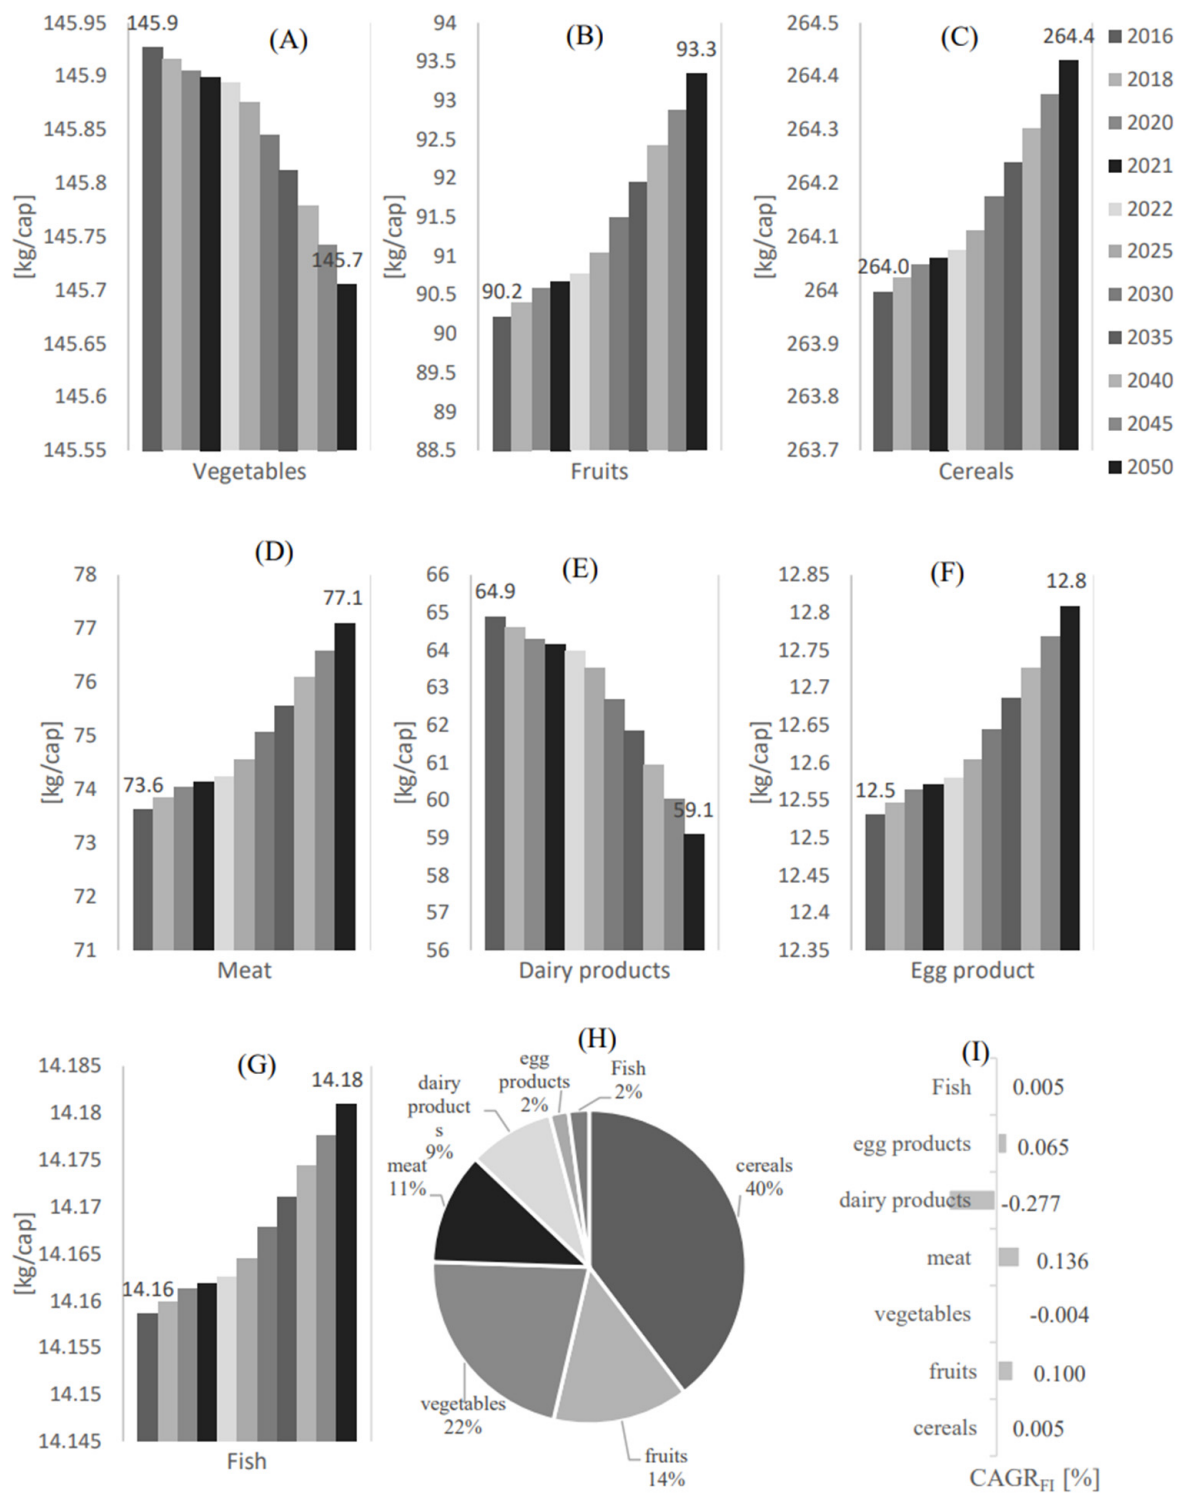 (A)
145.95
145.9
145.85
145.8
145.75
145.7
145.65
145.6
145.55
[kg/cap]
145.9
145.7
Vegetables
(B)
94
93.5
93
92.5
92
91.5
91
90.5
90
89.5
89
88.5
[kg/cap]
90.2
93.3
Fruits
(C)
264.5
264.4
264.3
264.2
264.1
264
263.9
263.8
263.7
[kg/cap]
264.0
264.4
Cereals
2016
2018
2020
2021
2022
2025
2030
2035
2040
2045
2050
(D)
78
77
76
75
74
73
72
71
[kg/cap]
73.6
77.1
Meat
(E)
66
65
64
63
62
61
60
59
58
57
56
[kg/cap]
64.9
59.1
Dairy products
(F)
12.85
12.8
12.75
12.7
12.65
12.6
12.55
12.5
12.45
12.4
12.35
[kg/cap]
12.5
12.8
Egg product
(G)
14.185
14.18
14.175
14.17
14.165
14.16
14.155
14.15
14.145
[kg/cap]
14.16
14.18
Fish
(H)
egg
products
2%
Fish
2%
dairy
product
s
9%
meat
11%
cereals
40%
vegetables
22%
fruits
14%
(I)
Fish 0.005
egg products 0.065
dairy products -0.277
meat 0.136
vegetables -0.004
fruits 0.100
cereals 0.005
CAGRFI [%]